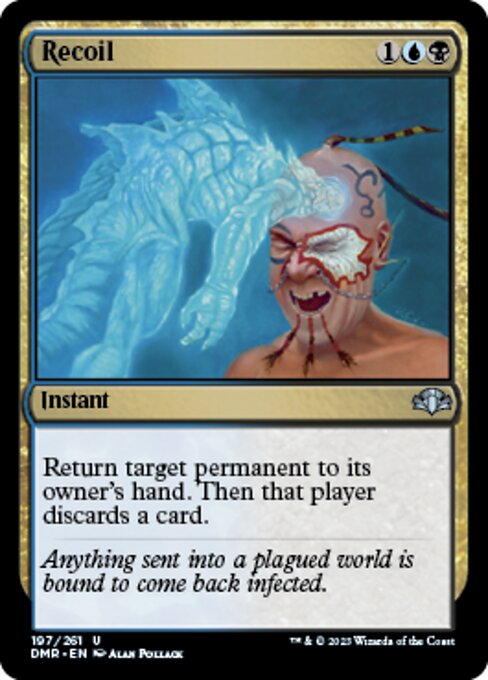 Recoil 1
Instant
Return target permanent to its
owner's hand. Then that player
discards a card.
Anything sent into a plagued world is
bound to come back infected.
197/261 U
DMR • EN Alan Pollack
™ & © 2023 Wizards of the Coast